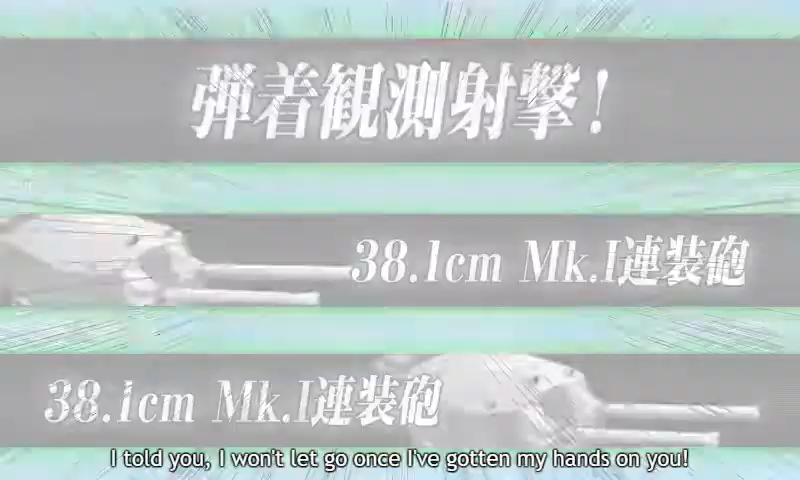 弾着観測射撃!
38.1cm Mk.I連装砲
38.1cm Mk.I連装砲
I told you, I won't let go once I've gotten my hands on you!